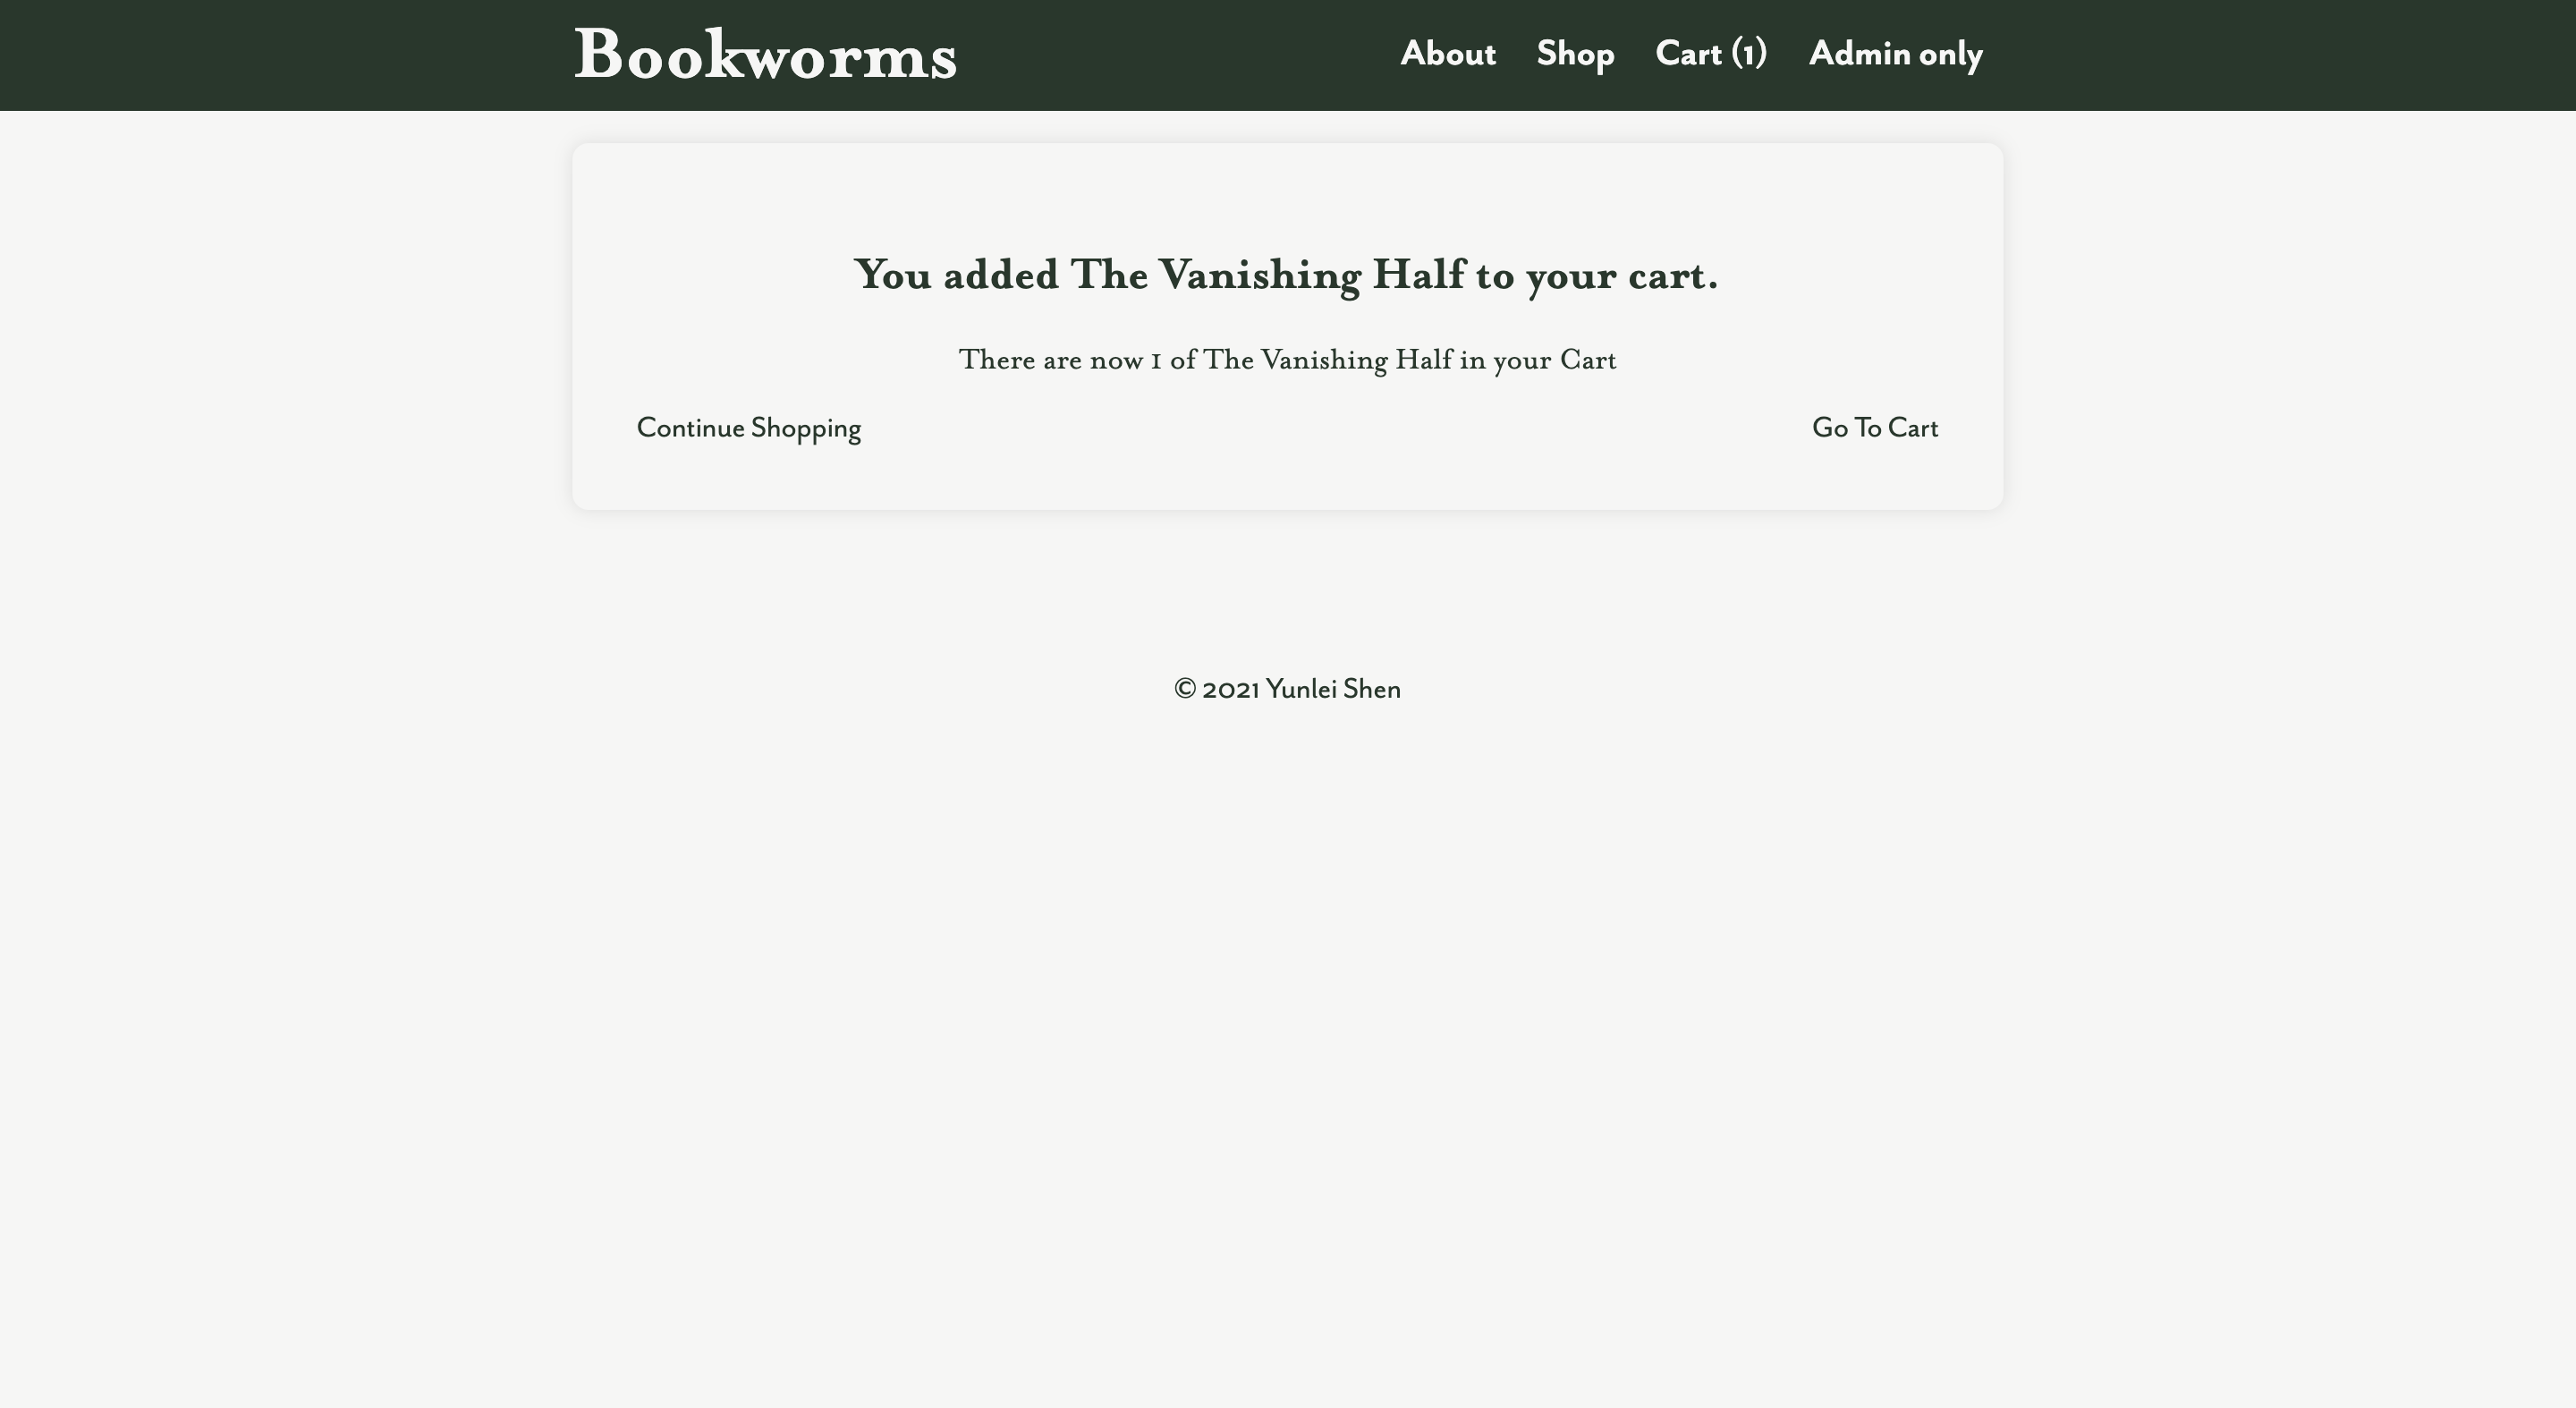 Bookworms
About Shop Cart (1) Admin only
You added The Vanishing Half to your cart.
There are now 1 of The Vanishing Half in your Cart
Continue Shopping
Go To Cart
© 2021 Yunlei Shen